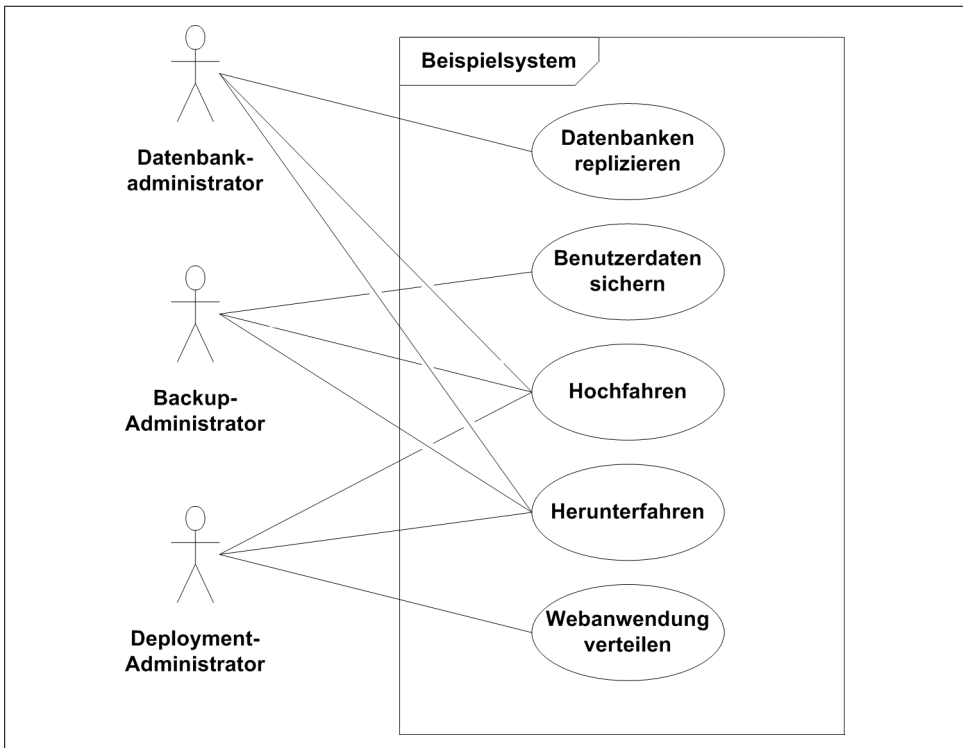 Beispielsystem
Datenbank-
administrator
Datenbanken
replizieren
Benutzerdaten
sichern
Backup-
Administrator
Hochfahren
Herunterfahren
Deployment-
Administrator
Webanwendung
verteilen